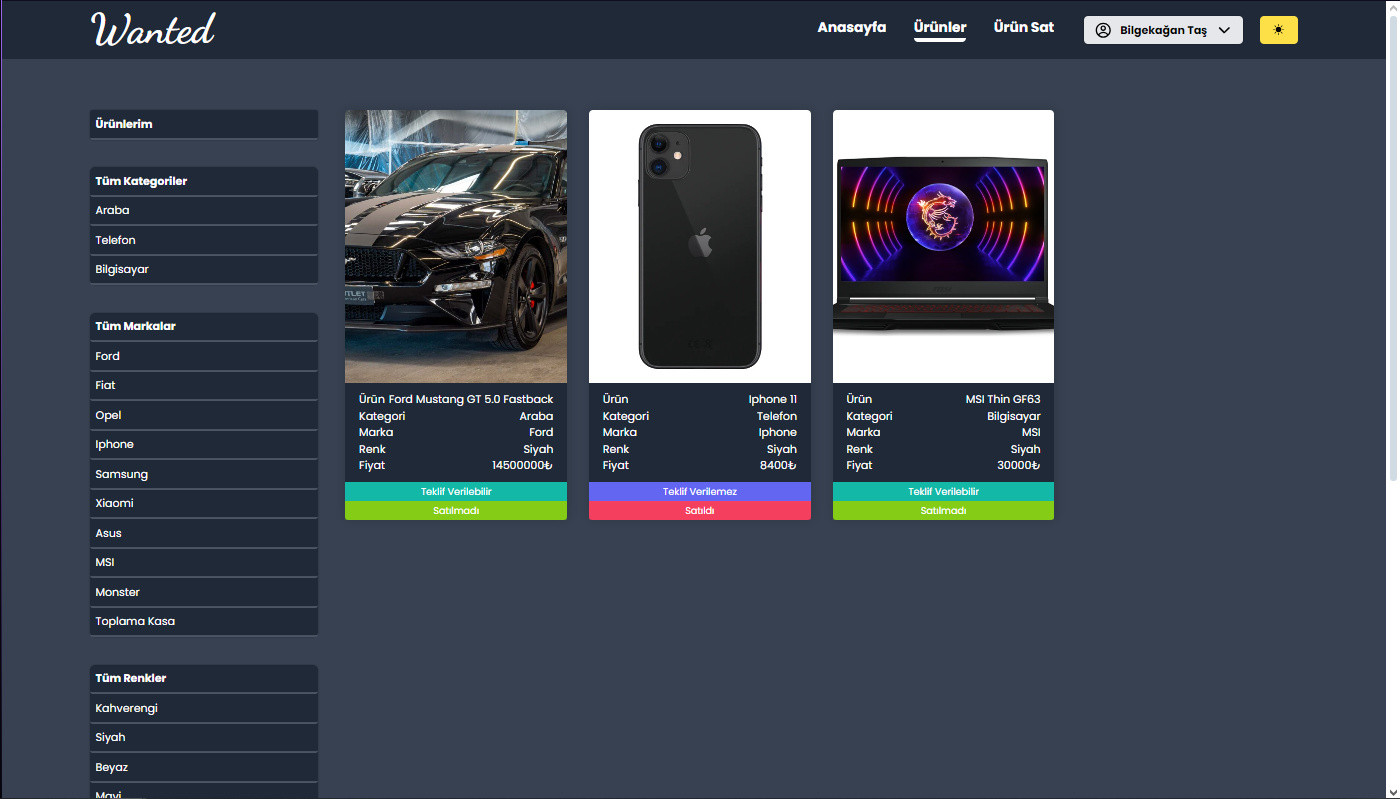 Wanted
Anasayfa
Ürünler
Ürün Sat
Bilgekağan Taş
Ürünlerim
Tüm Kategoriler
Araba
Telefon
Bilgisayar
Tüm Markalar
Ford
Fiat
Opel
Iphone
Samsung
Xiaomi
Asus
MSI
Monster
Toplama Kasa
Tüm Renkler
Kahverengi
Siyah
Beyaz
Mavi
Ürün Ford Mustang GT 5.0 Fastback
Kategori Araba
Marka Ford
Renk Siyah
Fiyat 14500000₺
Teklif Verilebilir
Satılmadı
Ürün Iphone 11
Kategori Telefon
Marka Iphone
Renk Siyah
Fiyat 8400₺
Teklif Verilemez
Satıldı
Ürün MSI Thin GF63
Kategori Bilgisayar
Marka MSI
Renk Siyah
Fiyat 30000₺
Teklif Verilebilir
Satılmadı